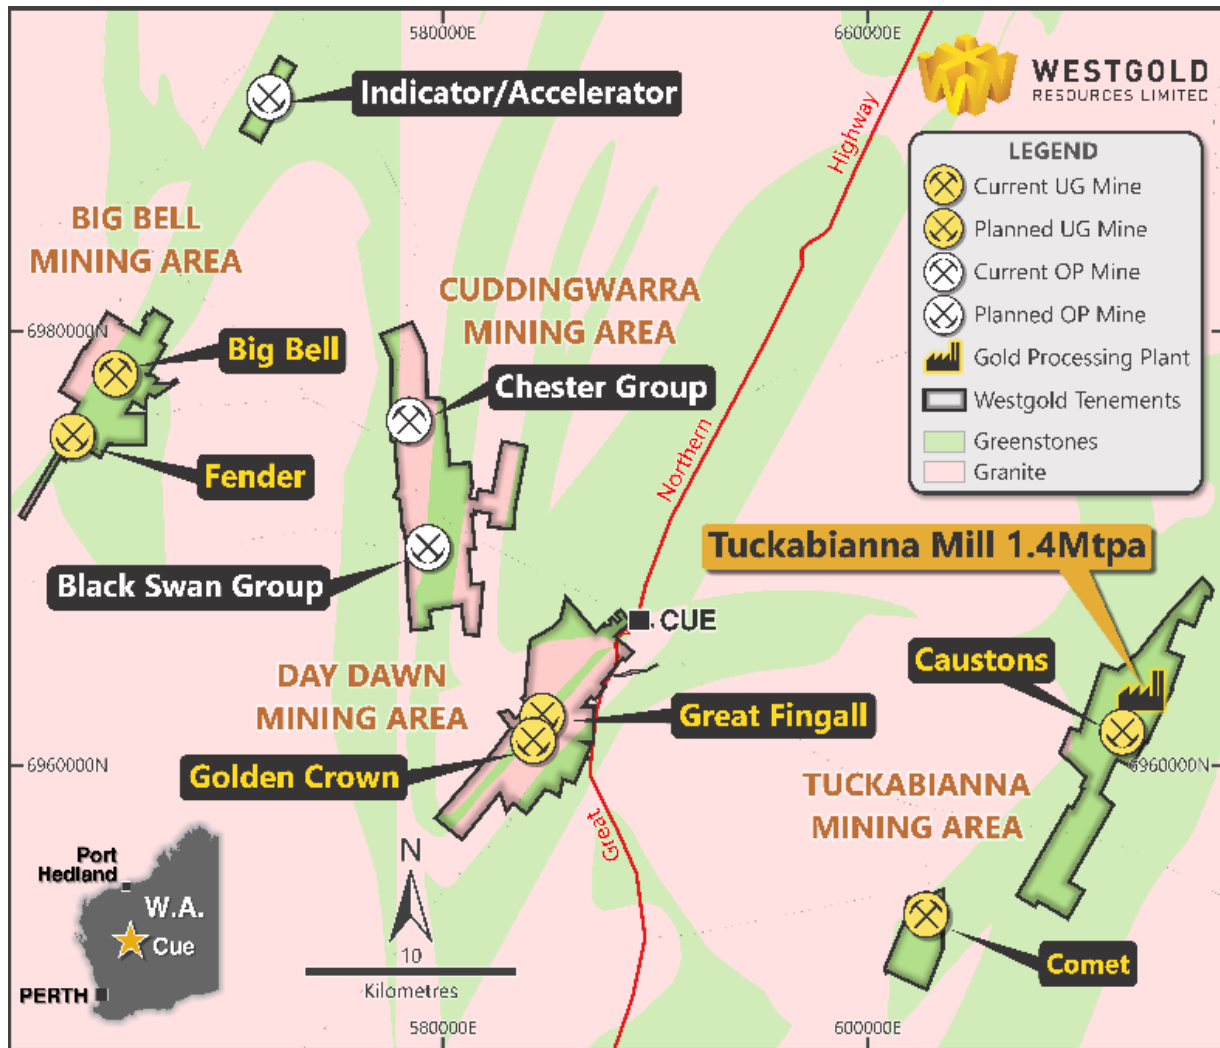 580000E
660000E
WESTGOLD
RESOURCES LIMITED
Indicator/Accelerator
Highway
LEGEND
Current UG Mine
Planned UG Mine
Current OP Mine
Planned OP Mine
Gold Processing Plant
Westgold Tenements
Greenstones
Granite
BIG BELL
MINING AREA
CUDDINGWARRA
MINING AREA
6980000N
Big Bell
Chester Group
Northern
Fender
Tuckabianna Mill 1.4Mtpa
Black Swan Group
CUE
Caustons
DAY DAWN
MINING AREA
Great Fingall
Golden Crown
6960000N
6960000N
TUCKABIANNA
MINING AREA
Great
N
10
Kilometres
Port
Hedland
W.A.
Cue
PERTH
Comet
580000E
600000E